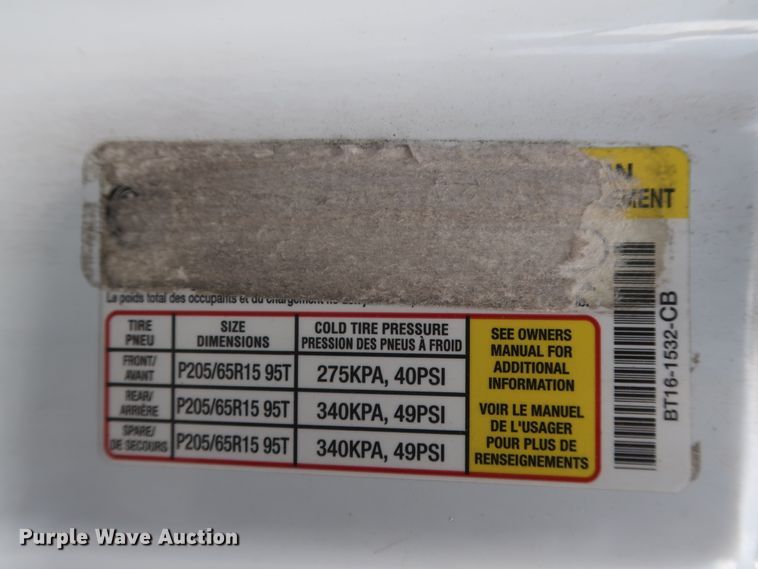 MENT
La poids total des occupants et du chargement ne
TIRE
PNEU
SIZE
DIMENSIONS
COLD TIRE PRESSURE
PRESSION DES PNEUS À FROID
FRONT/
AVANT
P205/65R15 95T
275KPA, 40PSI
REAR/
ARRIÈRE
P205/65R15 95T
340KPA, 49PSI
SPARE/
DE SECOURS
P205/65R15 95T
340KPA, 49PSI
SEE OWNERS
MANUAL FOR
ADDITIONAL
INFORMATION
VOIR LE MANUEL
DE L'USAGER
POUR PLUS DE
RENSEIGNEMENTS
BT16-1532-CB
Purple Wave Auction